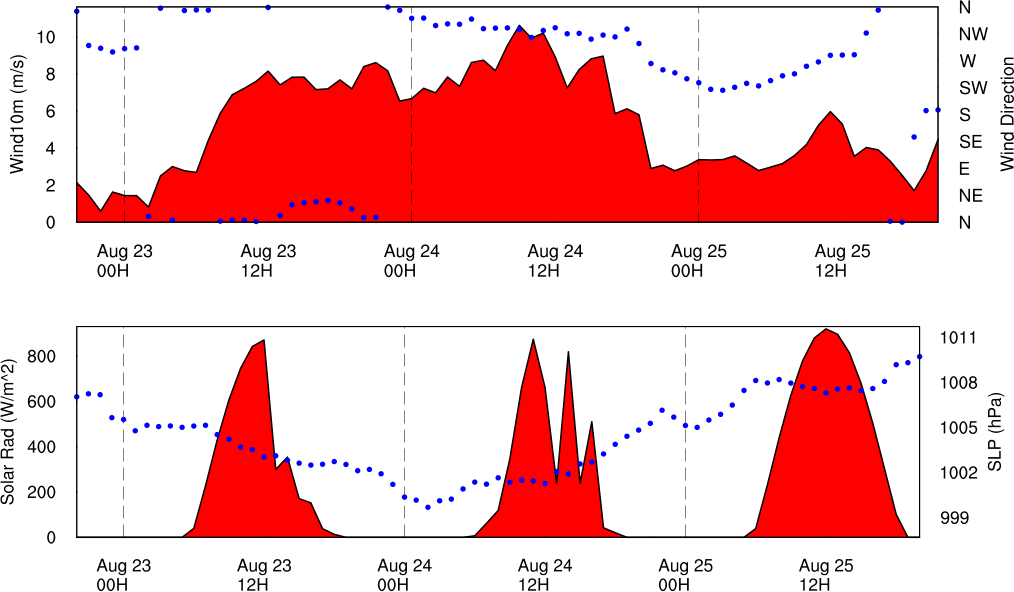 Wind10m (m/s)
10
8
6
4
2
0
N
NW
W
SW
S
SE
E
NE
N
Wind Direction
Aug 23 Aug 23 Aug 24 Aug 24 Aug 25 Aug 25
00H 12H 00H 12H 00H 12H
Solar Rad (W/m^2)
800
600
400
200
0
1011
1008
1005
1002
999
SLP (hPa)
Aug 23 Aug 23 Aug 24 Aug 24 Aug 25 Aug 25
00H 12H 00H 12H 00H 12H